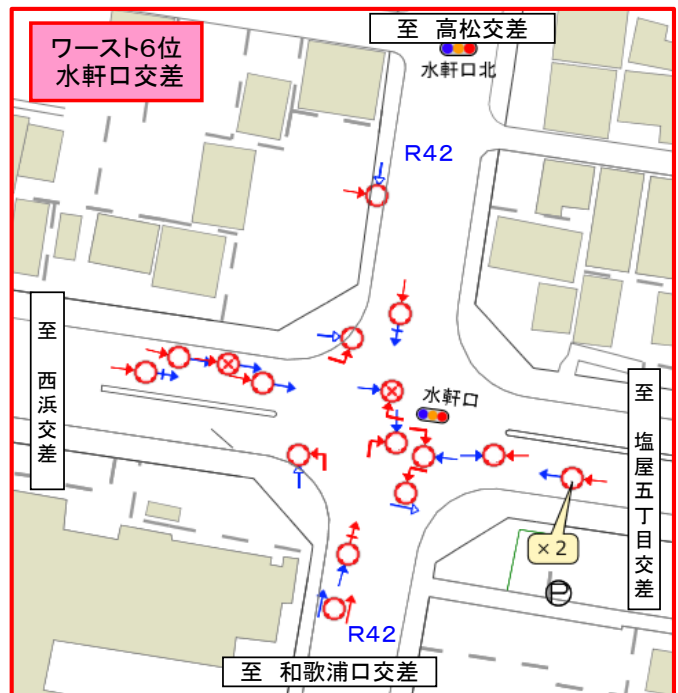 ワースト6位
水軒口交差
至 高松交差
水軒口北
R42
至 西浜交差
水軒口
至 塩屋五丁目交差
×2
R42
至 和歌浦口交差